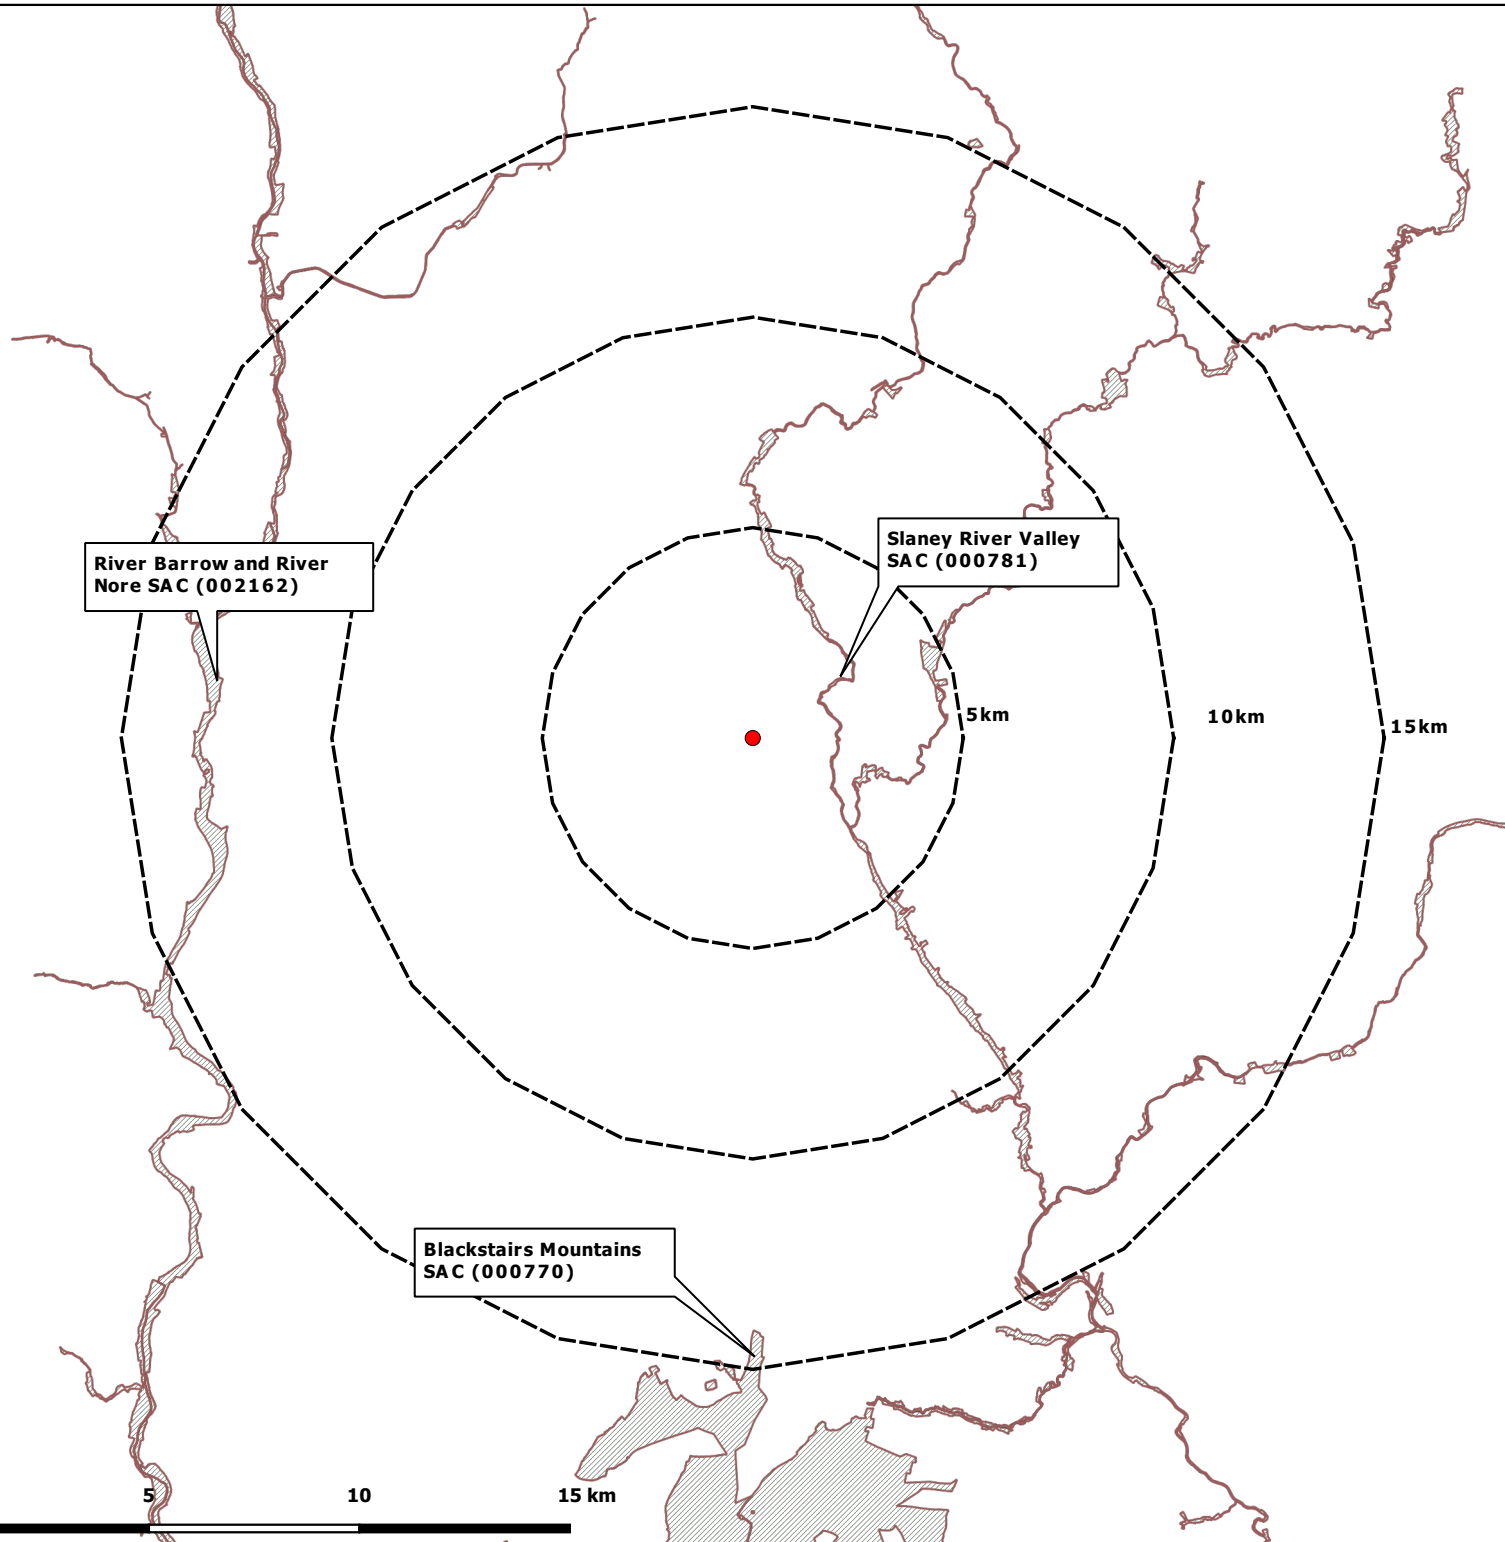 Slaney River Valley
SAC (000781)
River Barrow and River
Nore SAC (002162)
5km
10km
15km
Blackstairs Mountains
SAC (000770)
5
10
15 km